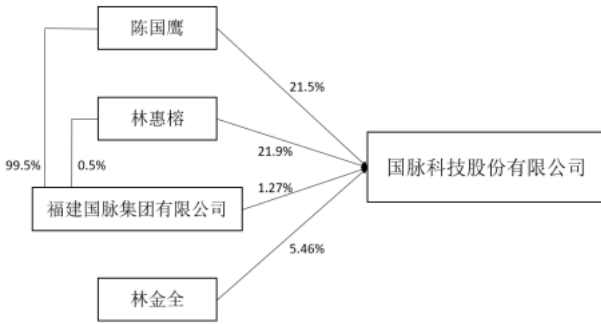 陈国鹰
21.5%
林惠榕
国脉科技股份有限公司
99.5%
0.5%
21.9%
1.27%
福建国脉集团有限公司
5.46%
林金全